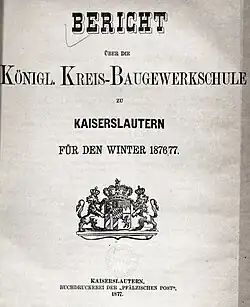 BERICHT
ÜBER DIE
KÖNIGL. KREIS-BAUGEWERKSCHULE
ZU
KAISERSLAUTERN
FÜR DEN WINTER 1876/77.
KAISERSLAUTERN,
BUCHDRUCKEREI DER „PFÄLZISCHEN POST",
1877.